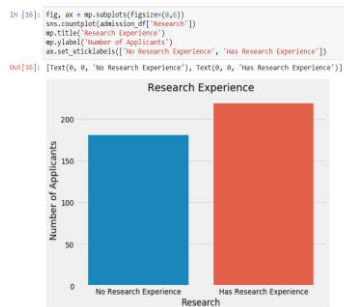 In [16]: fig, ax = mp.subplots(figsize=(8,6))
sns.countplot(admission_df['Research'])
mp.title('Research Experience')
mp.ylabel('Number of Applicants')
ax.set_xticklabels(['No Research Experience', 'Has Research Experience'])
Out[16]: [Text(0, 0, 'No Research Experience'), Text(0, 0, 'Has Research Experience')]
Research Experience
200
150
100
50
0
Number of Applicants
No Research Experience Has Research Experience
Research